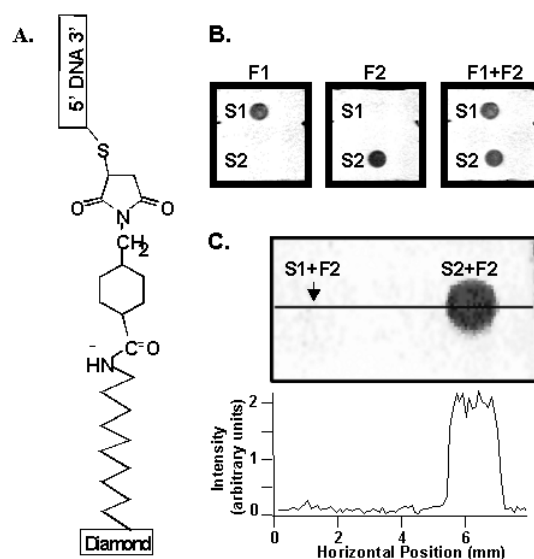 A.
5' DNA 3'
S
O
O
N
CH2
C=O
HN
Diamond
B.
F1
F2
F1+F2
S1
S2
S1
S2
S1
S2
C.
S1+F2
S2+F2
2
1
0
Intensity
(arbitrary units)
0
2
4
6
Horizontal Position (mm)